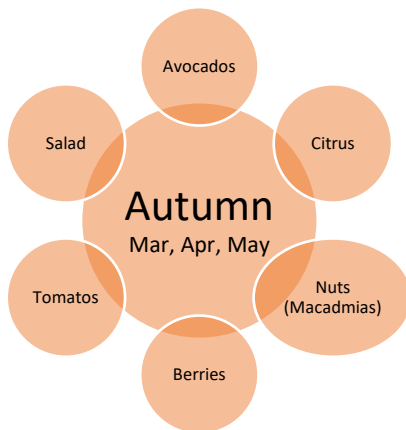 Avocados
Salad
Citrus
Autumn
Mar, Apr, May
Tomatos
Nuts
(Macadmias)
Berries